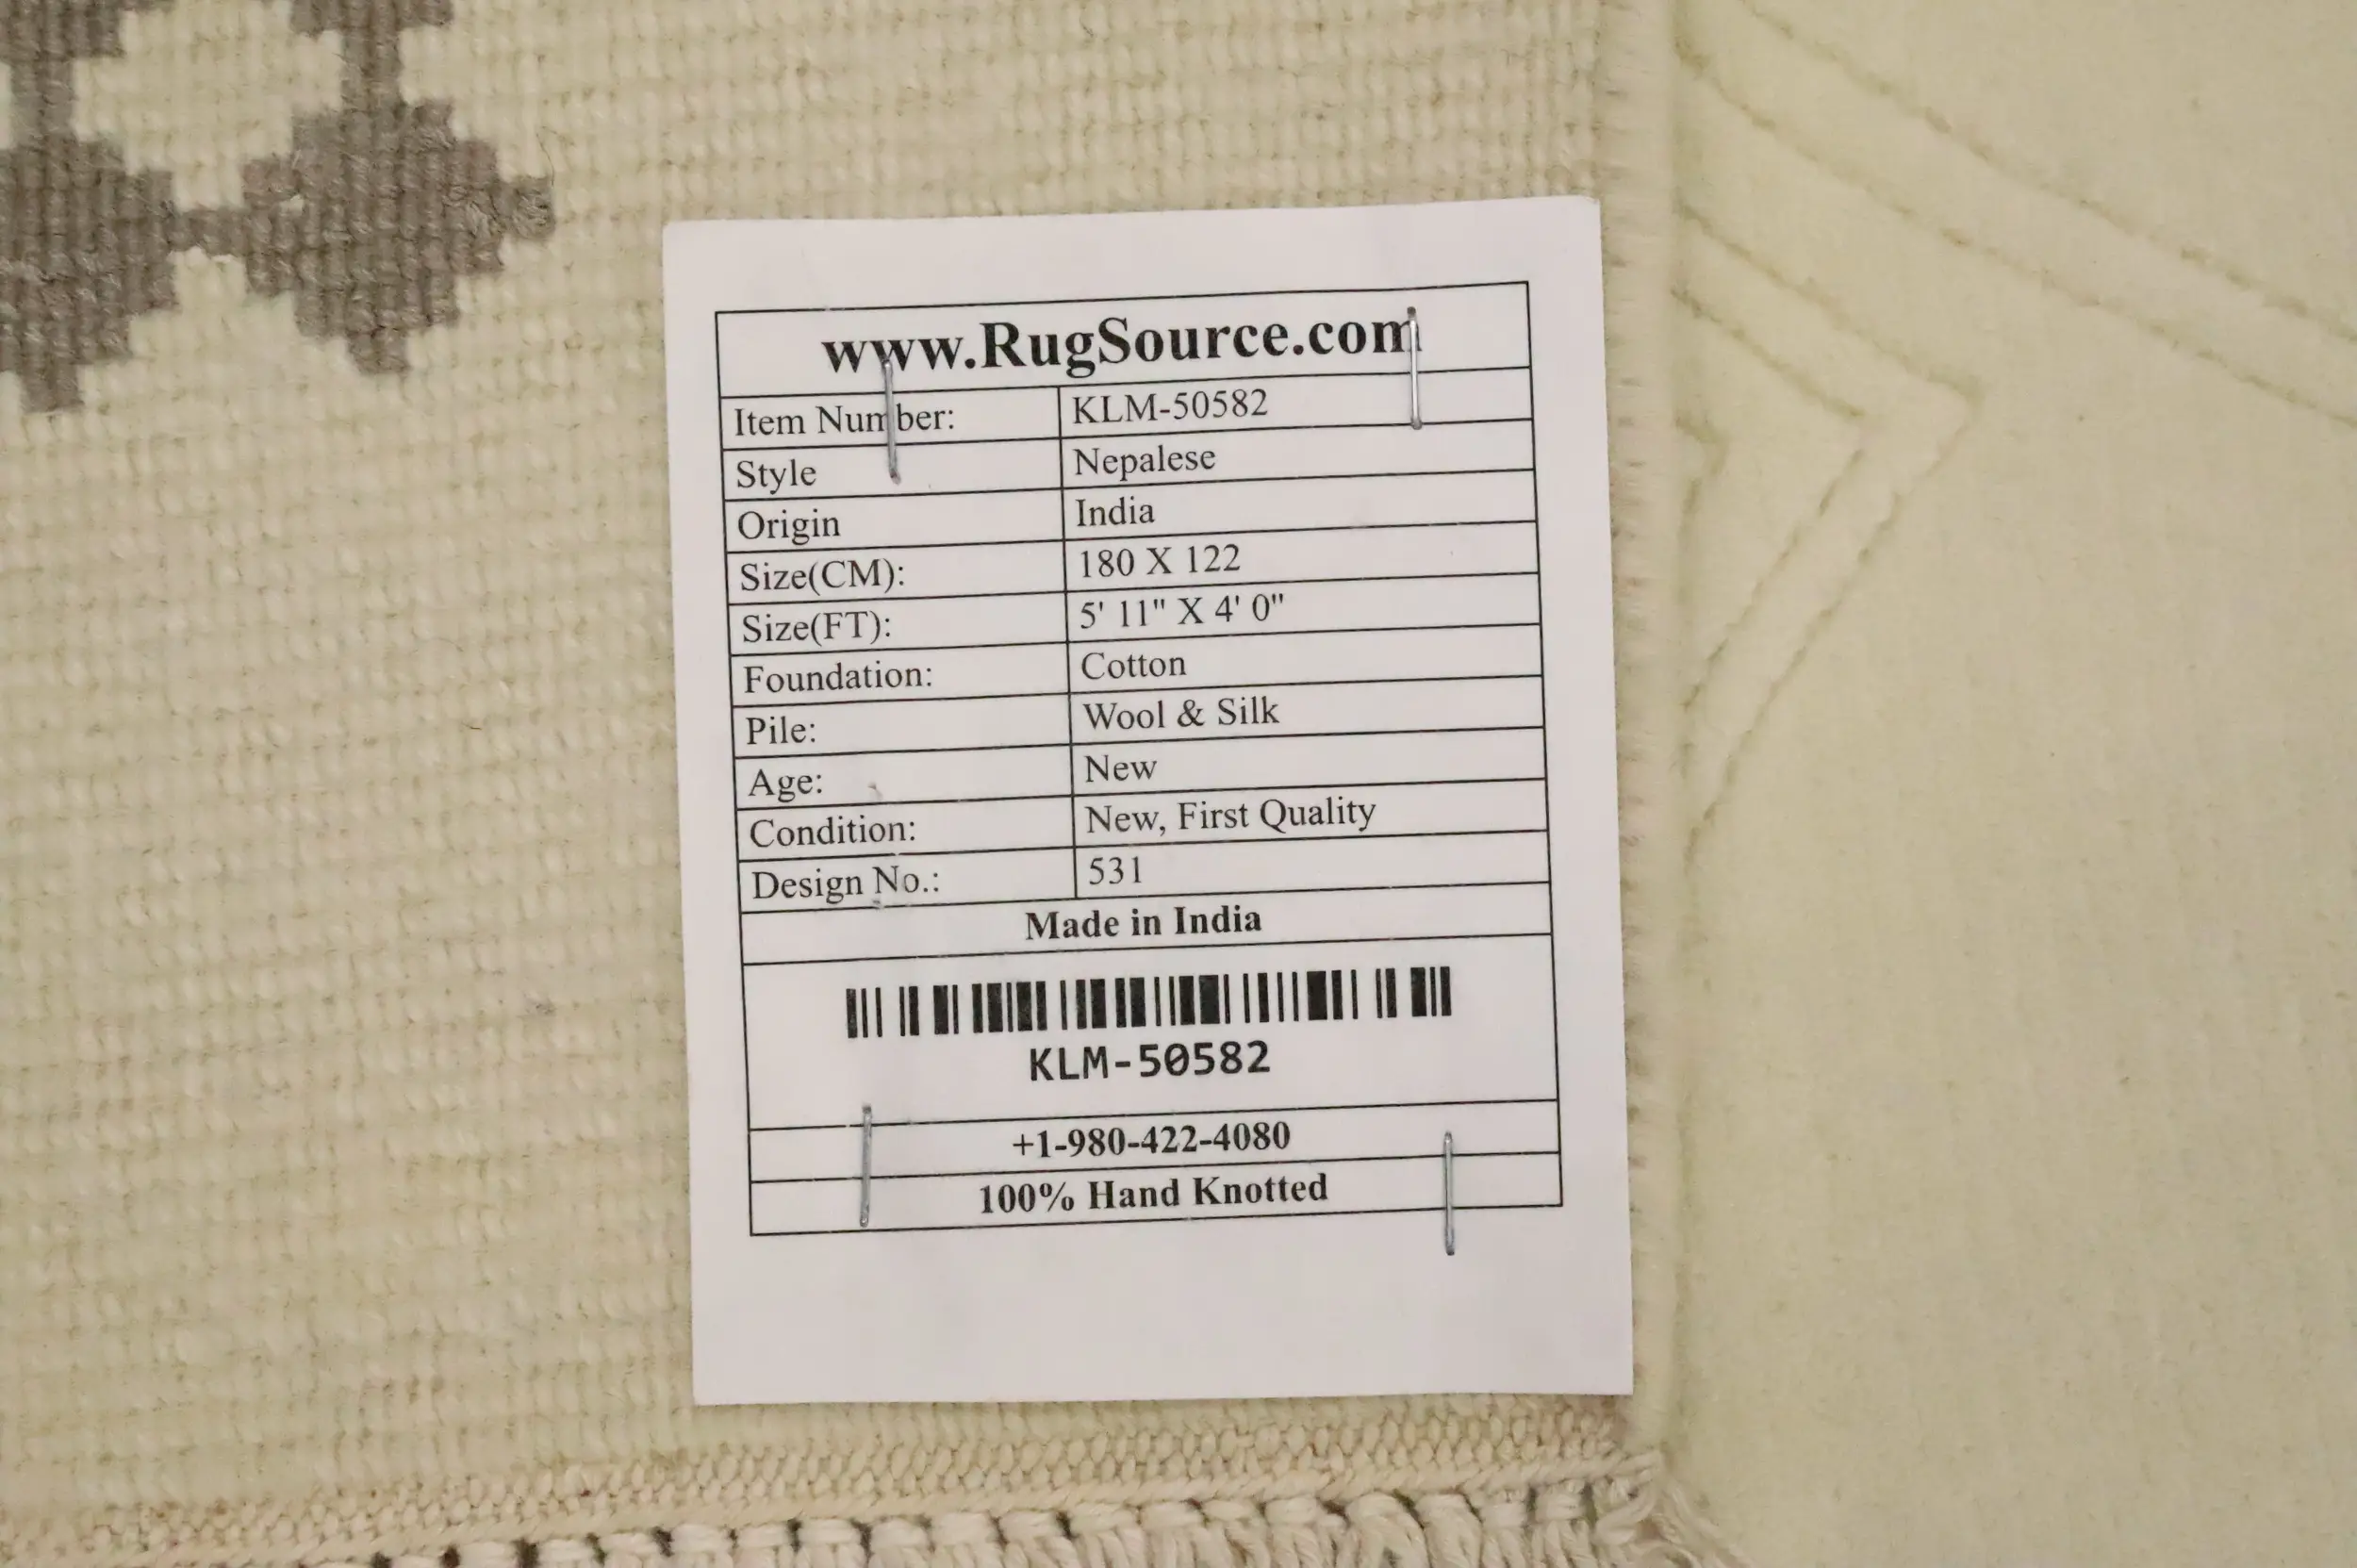 www.RugSource.com
Item Number: KLM-50582
Style Nepalese
Origin India
Size(CM): 180 X 122
Size(FT): 5' 11" X 4' 0"
Foundation: Cotton
Pile: Wool & Silk
Age: New
Condition: New, First Quality
Design No.: 531
Made in India
KLM-50582
+1-980-422-4080
100% Hand Knotted